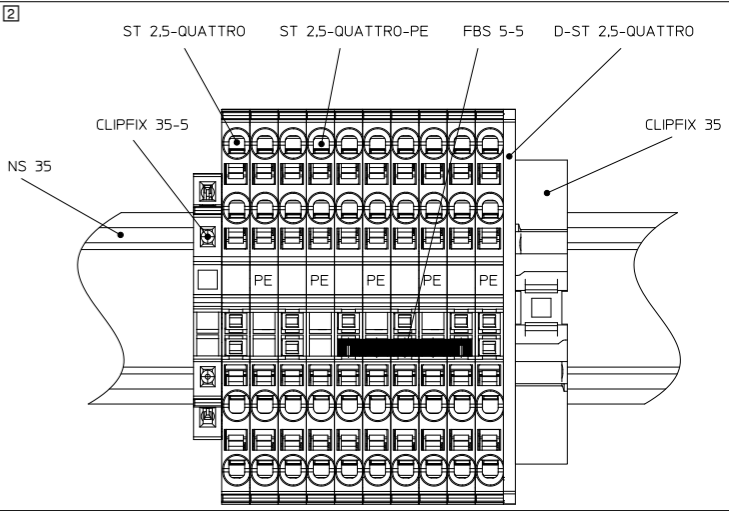 2
ST 2,5-QUATTRO ST 2,5-QUATTRO-PE FBS 5-5 D-ST 2,5-QUATTRO
CLIPFIX 35-5 CLIPFIX 35
NS 35
PE PE PE PE PE